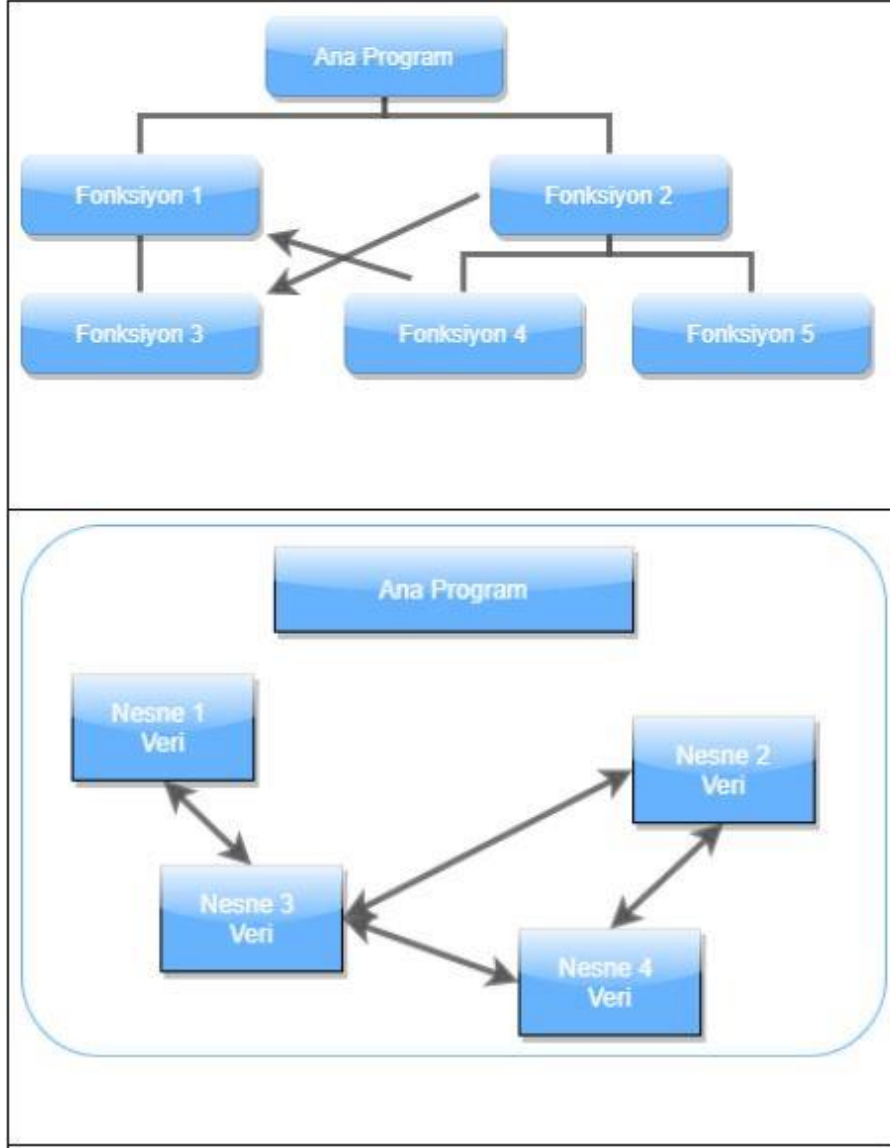 Ana Program
Fonksiyon 1
Fonksiyon 2
Fonksiyon 3
Fonksiyon 4
Fonksiyon 5
Ana Program
Nesne 1
Veri
Nesne 2
Veri
Nesne 3
Veri
Nesne 4
Veri